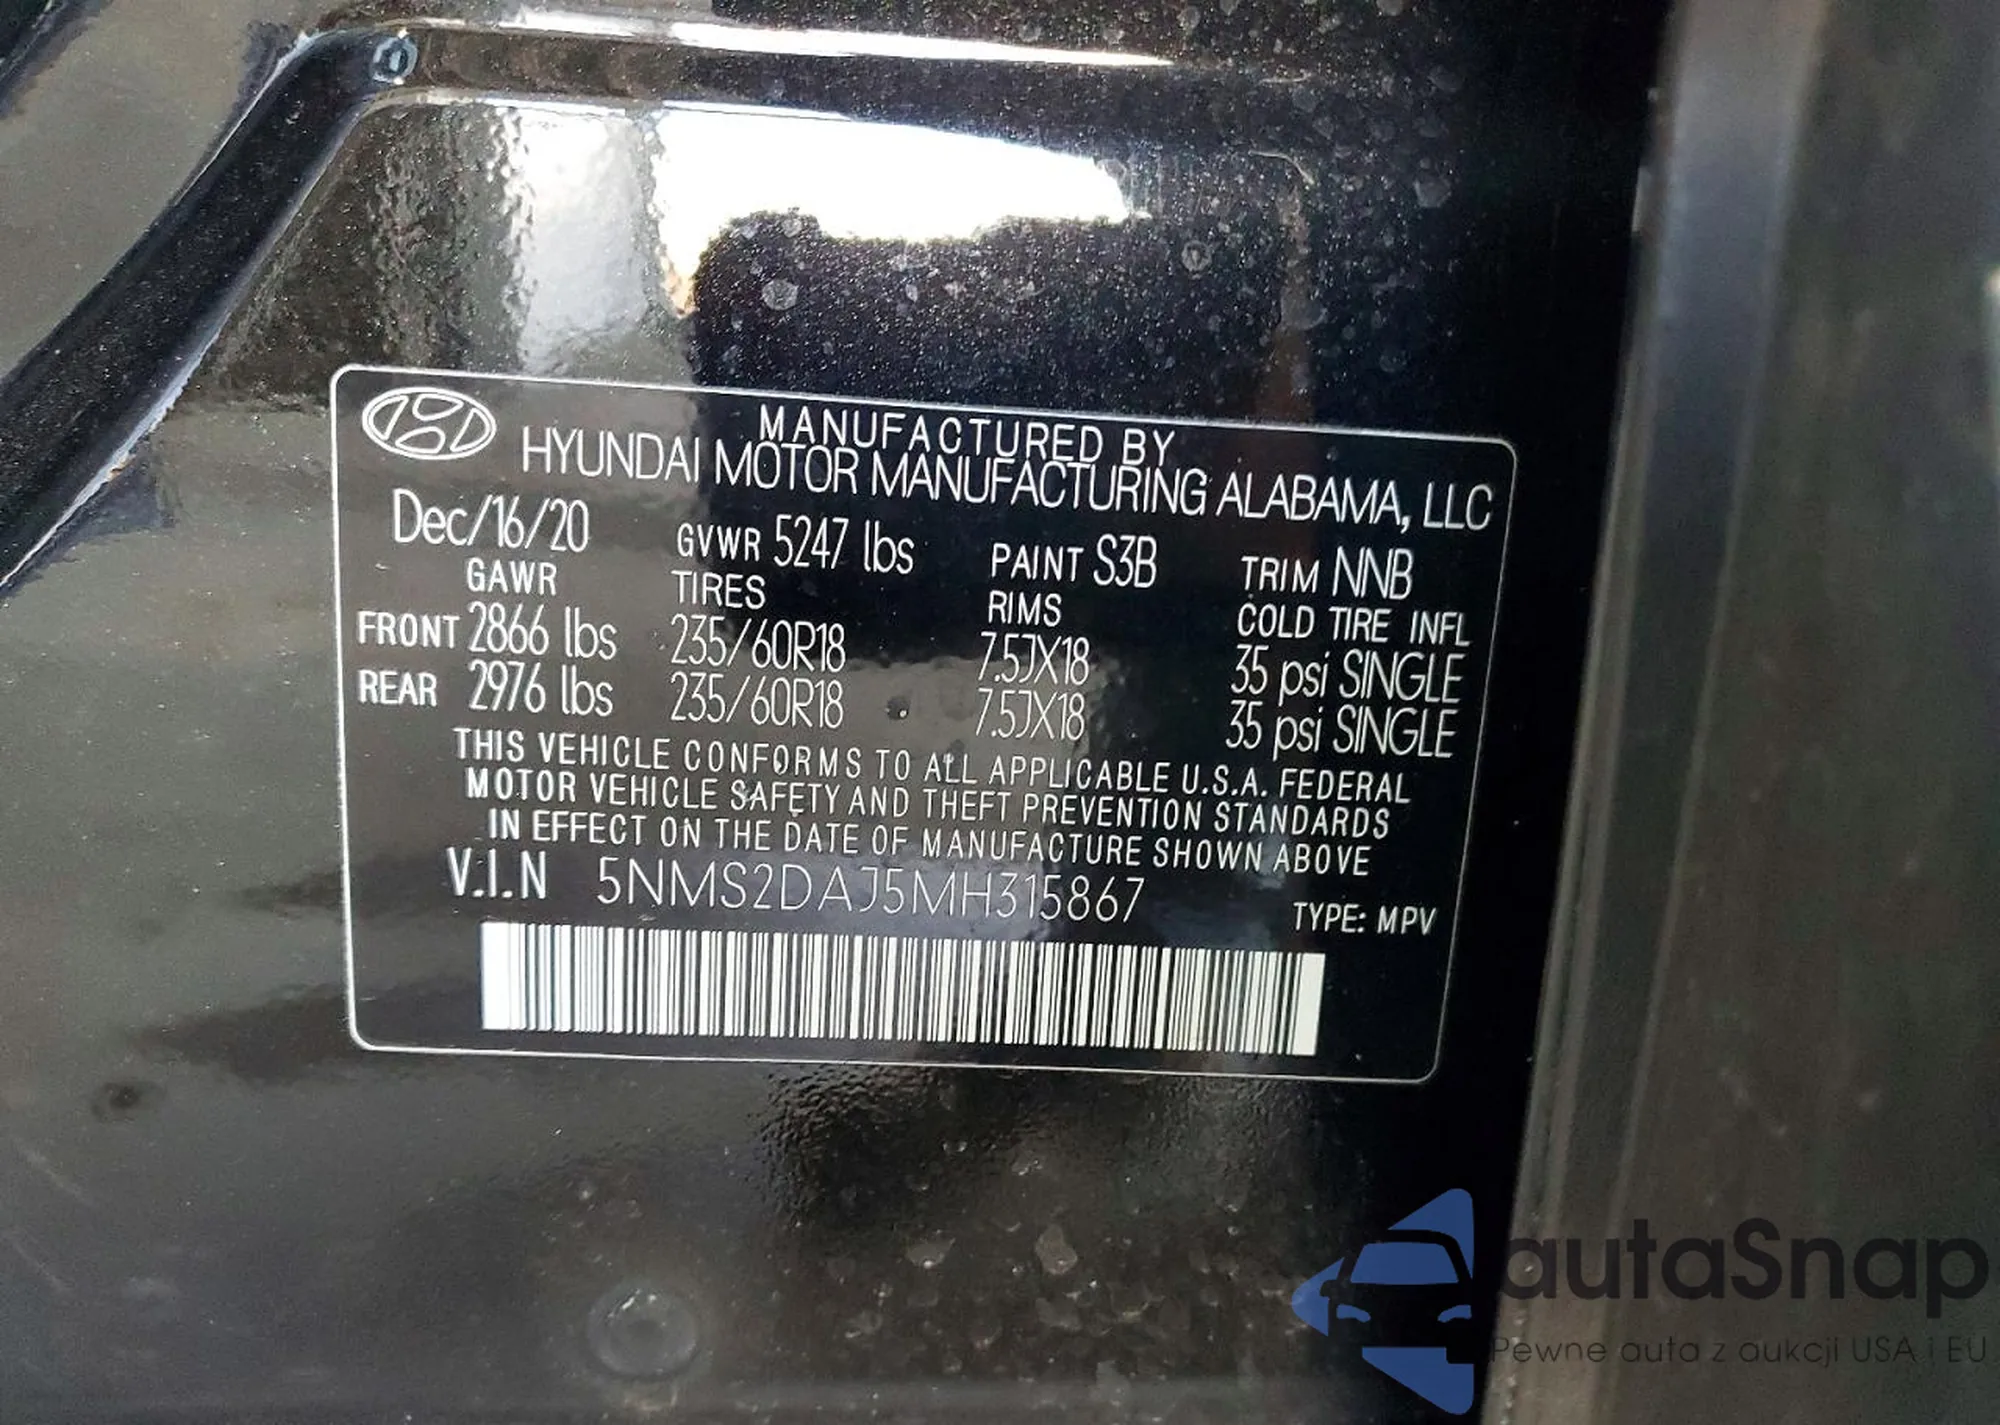 MANUFACTURED BY
HYUNDAI MOTOR MANUFACTURING ALABAMA, LLC
Dec/16/20 GVWR 5247 lbs PAINT S3B TRIM NNB
GAWR TIRES RIMS COLD TIRE INFL
FRONT 2866 lbs 235/60R18 7.5JX18 35 psi SINGLE
REAR 2976 lbs 235/60R18 7.5JX18 35 psi SINGLE
THIS VEHICLE CONFORMS TO ALL APPLICABLE U.S.A. FEDERAL
MOTOR VEHICLE SAFETY AND THEFT PREVENTION STANDARDS
IN EFFECT ON THE DATE OF MANUFACTURE SHOWN ABOVE
V.I.N 5NMS2DAJ5MH315867 TYPE: MPV
autaSnap
Pewne auta z aukcji USA i EU